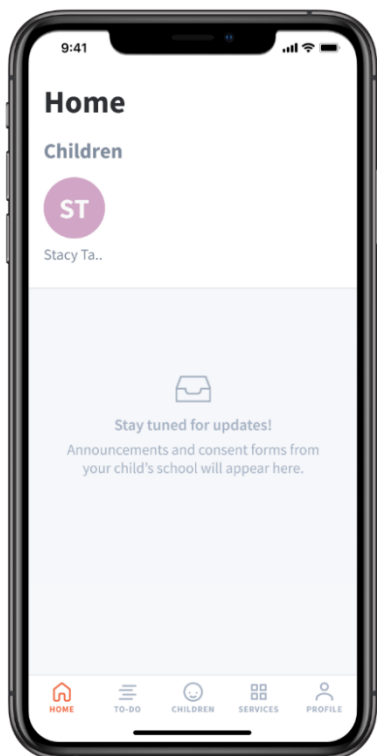 9:41
Home
Children
ST
Stacy Ta..
Stay tuned for updates!
Announcements and consent forms from
your child's school will appear here.
HOME TO-DO CHILDREN SERVICES PROFILE